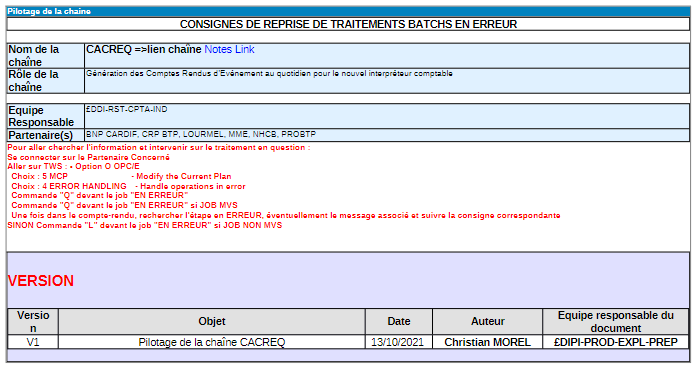 Pilotage de la chaine
CONSIGNES DE REPRISE DE TRAITEMENTS BATCHS EN ERREUR
Nom de la chaîne
CACREQ =>lien chaîne Notes Link
Rôle de la chaîne
Génération des Comptes Rendus d'Evénement au quotidien pour le nouvel interpréteur comptable
Equipe Responsable
£DDI-RST-CPTA-IND
Partenaire(s)
BNP CARDIF, CRP BTP, LOURMEL, MME, NHCB, PROBTP
Pour aller chercher l'information et intervenir sur le traitement en question :
Se connecter sur le Partenaire Concerné
Aller sur TWS : - Option O OPC/E
Choix : 5 MCP - Modify the Current Plan
Choix : 4 ERROR HANDLING - Handle operations in error
Commande "Q" devant le job "EN ERREUR"
Commande "Q" devant le job "EN ERREUR" si JOB MVS
Une fois dans le compte-rendu, rechercher l'étape en ERREUR, éventuellement le message associé et suivre la consigne correspondante
SINON Commande "L" devant le job "EN ERREUR" si JOB NON MVS
VERSION
Version Objet Date Auteur Equipe responsable du document
V1 Pilotage de la chaîne CACREQ 13/10/2021 Christian MOREL £DIPI-PROD-EXPL-PREP